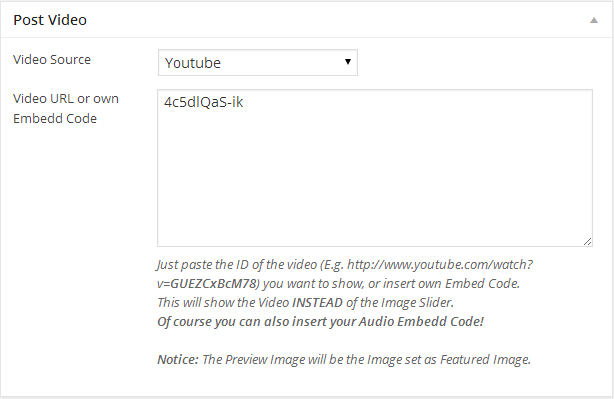 Post Video
Video Source
Youtube
Video URL or own
Embedd Code
4c5dlQaS-ik
Just paste the ID of the video (E.g. http://www.youtube.com/watch?
v=GUEZCxBcM78) you want to show, or insert own Embed Code.
This will show the Video INSTEAD of the Image Slider.
Of course you can also insert your Audio Embedd Code!
Notice: The Preview Image will be the Image set as Featured Image.